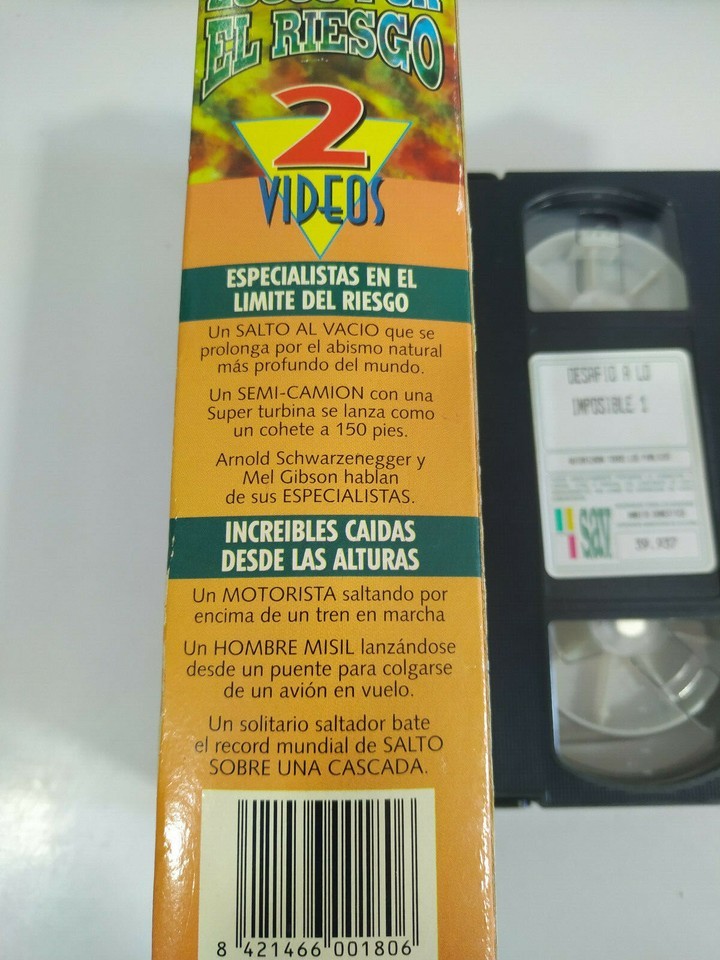 EL RIESGO
2
VIDEOS
ESPECIALISTAS EN EL
LIMITE DEL RIESGO
Un SALTO AL VACIO que se
prolonga por el abismo natural
más profundo del mundo.
Un SEMI-CAMION con una
Super turbina se lanza como
un cohete a 150 pies.
Arnold Schwarzenegger y
Mel Gibson hablan
de sus ESPECIALISTAS.
INCREIBLES CAIDAS
DESDE LAS ALTURAS
Un MOTORISTA saltando por
encima de un tren en marcha
Un HOMBRE MISIL lanzándose
desde un puente para colgarse
de un avión en vuelo.
Un solitario saltador bate
el record mundial de SALTO
SOBRE UNA CASCADA.
8 421466 001806
DESAFIO A LO
IMPOSIBLE 1
sav
39.937